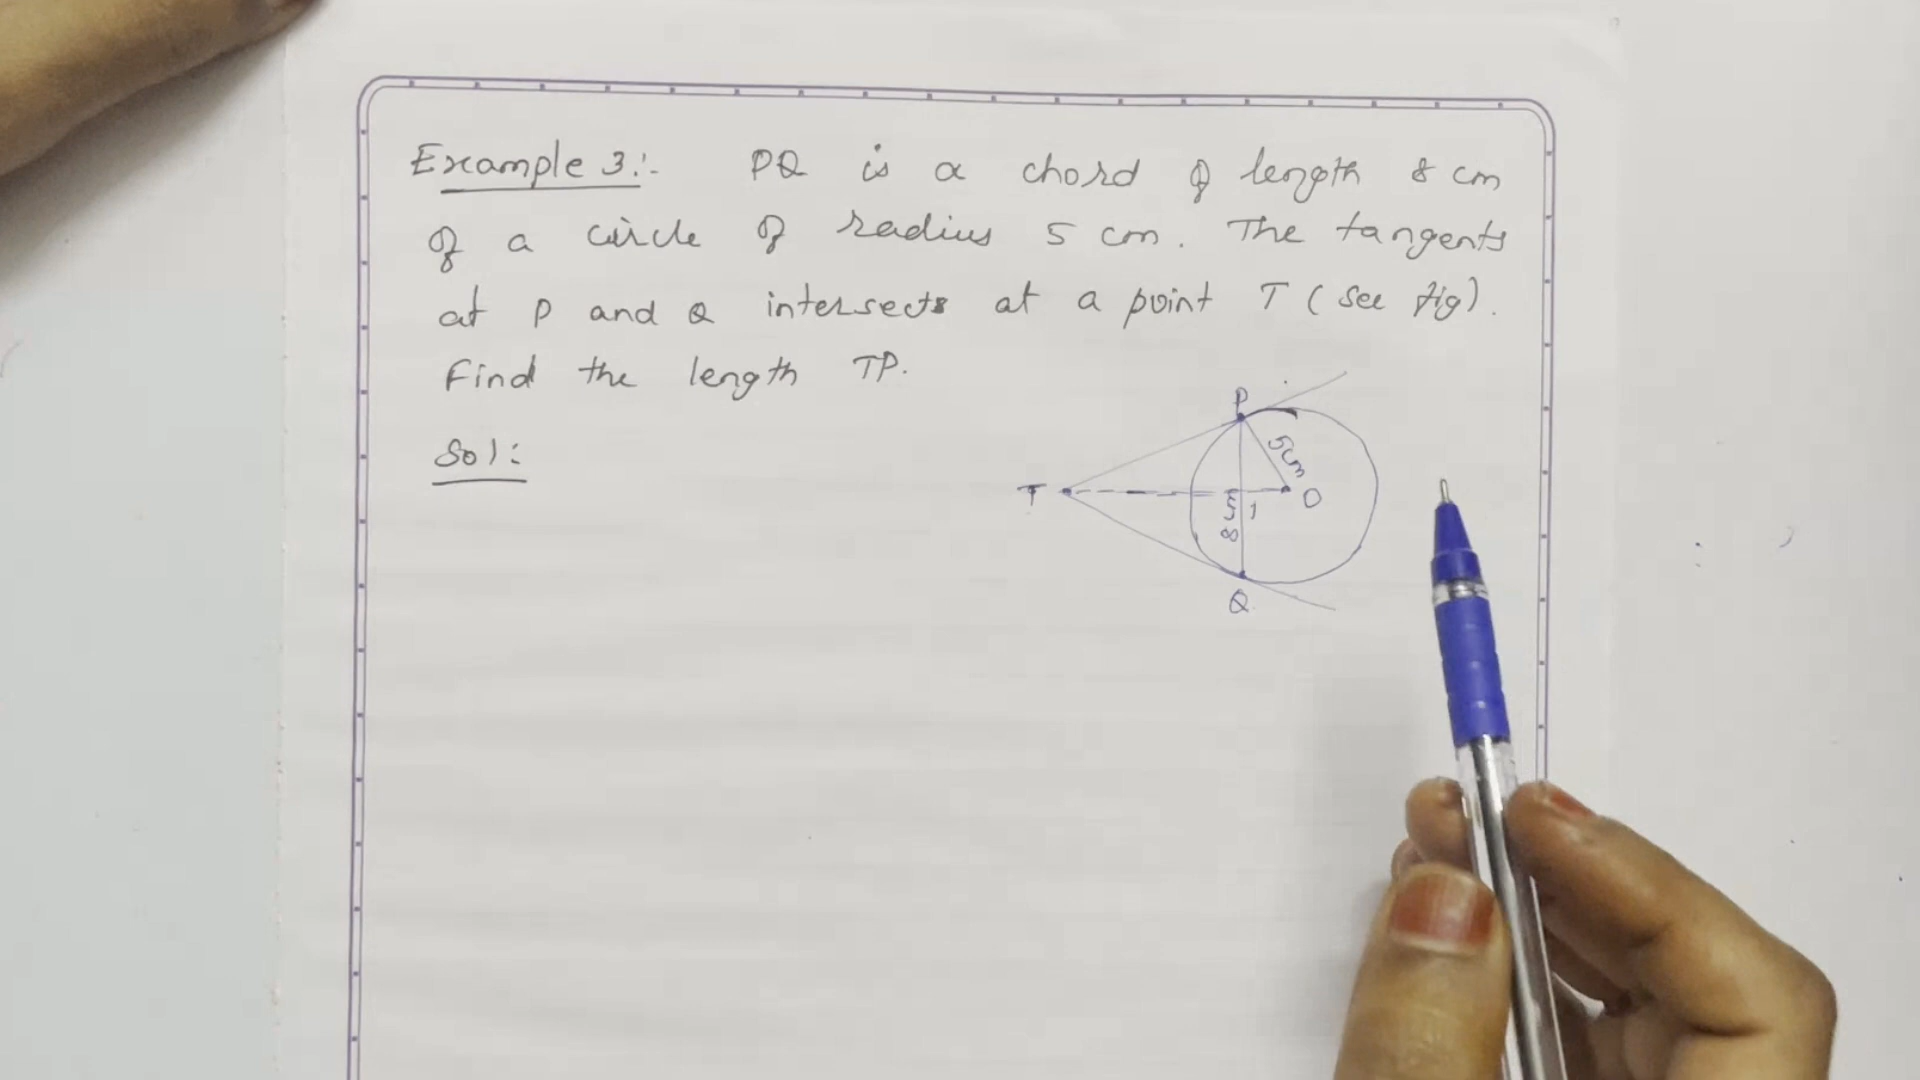 Example 3:- PQ is a chord of length 8 cm
of a circle of radius 5 cm. The tangents
at P and Q intersects at a point T (see fig).
Find the length TP.
Sol:
P
5cm
T
O
8
Q